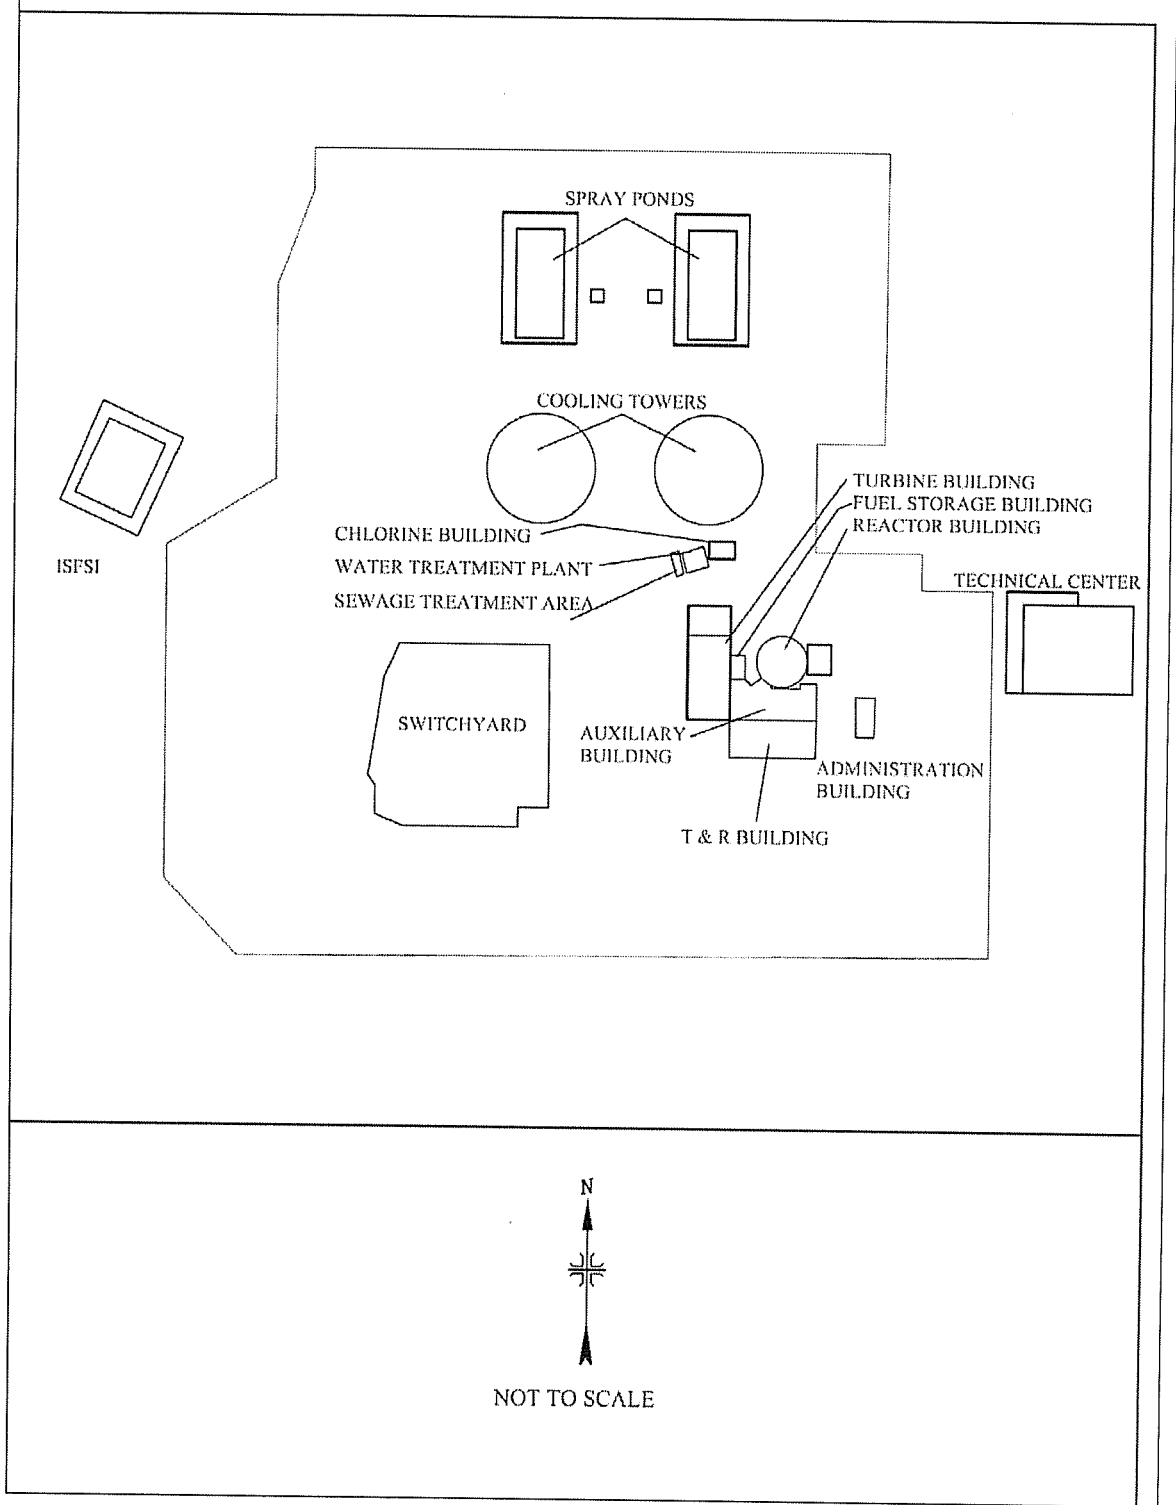 SPRAY PONDS
COOLING TOWERS
TURBINE BUILDING
FUEL STORAGE BUILDING
REACTOR BUILDING
CHLORINE BUILDING
WATER TREATMENT PLANT
SEWAGE TREATMENT AREA
ISFSI
TECHNICAL CENTER
SWITCHYARD
AUXILIARY
BUILDING
ADMINISTRATION
BUILDING
T & R BUILDING
N
NOT TO SCALE